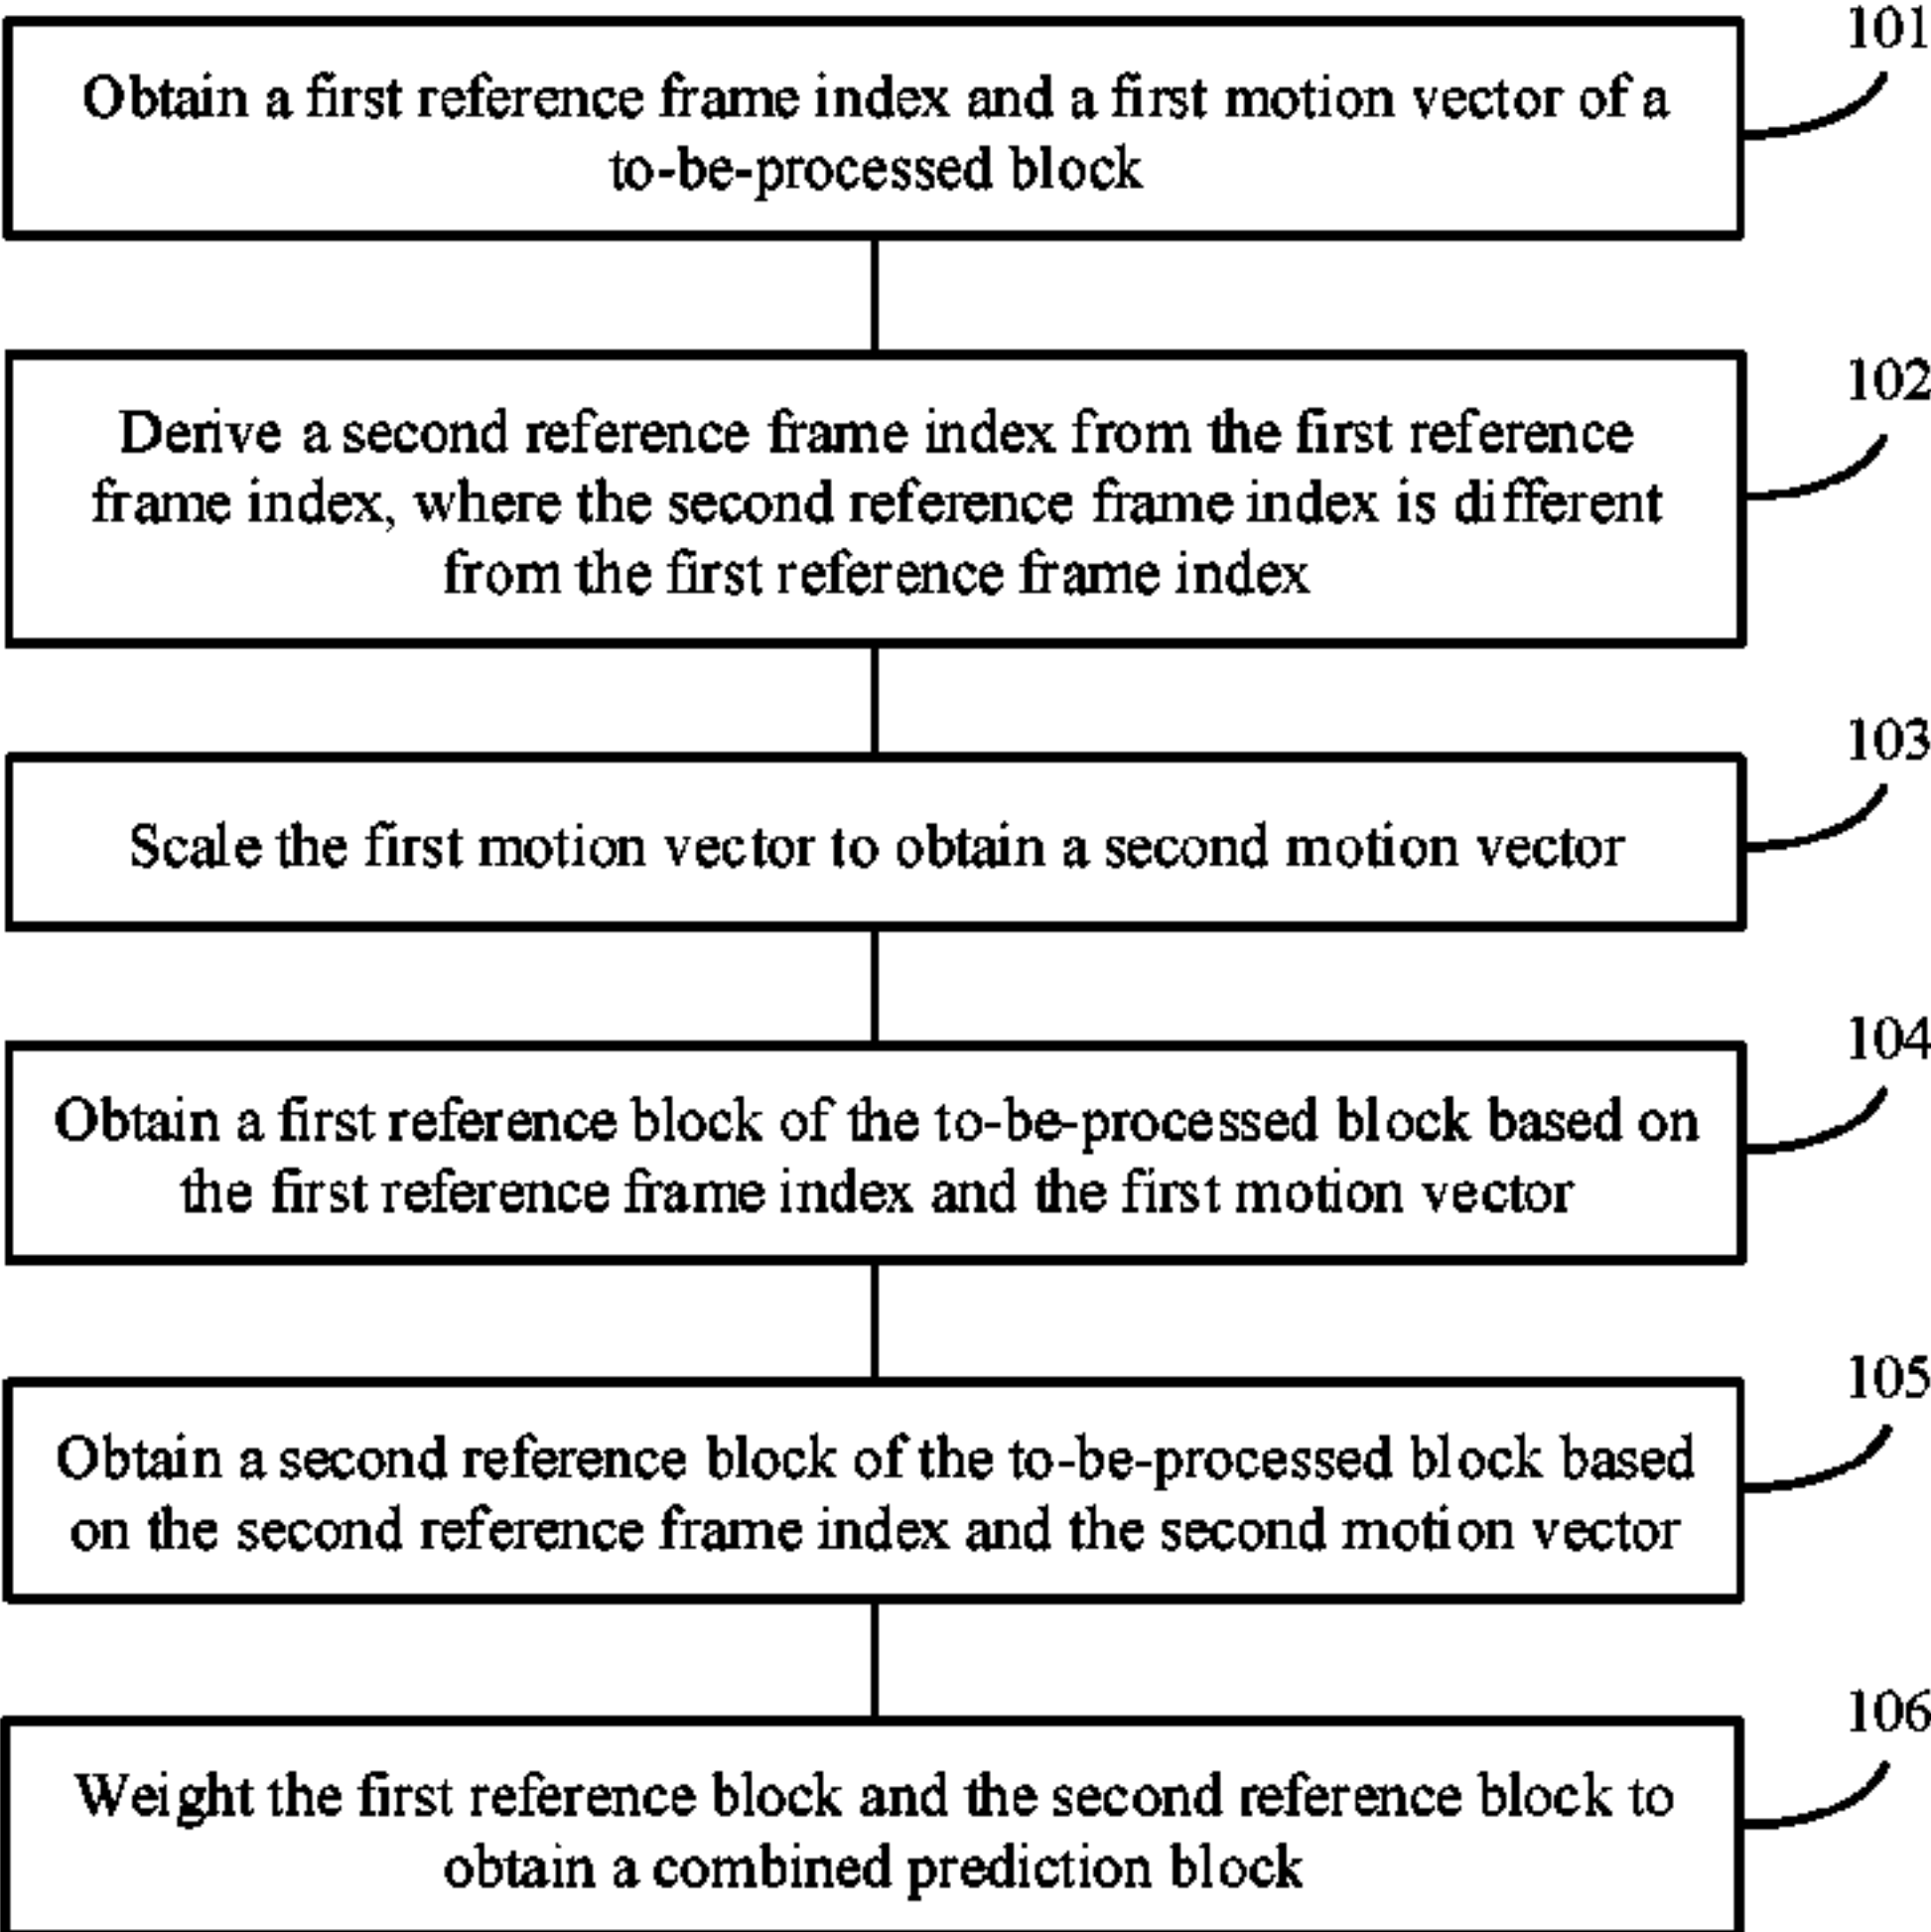 101
Obtain a first reference frame index and a first motion vector of a
to-be-processed block
102
Derive a second reference frame index from the first reference
frame index, where the second reference frame index is different
from the first reference frame index
103
Scale the first motion vector to obtain a second motion vector
104
Obtain a first reference block of the to-be-processed block based on
the first reference frame index and the first motion vector
105
Obtain a second reference block of the to-be-processed block based
on the second reference frame index and the second motion vector
106
Weight the first reference block and the second reference block to
obtain a combined prediction block